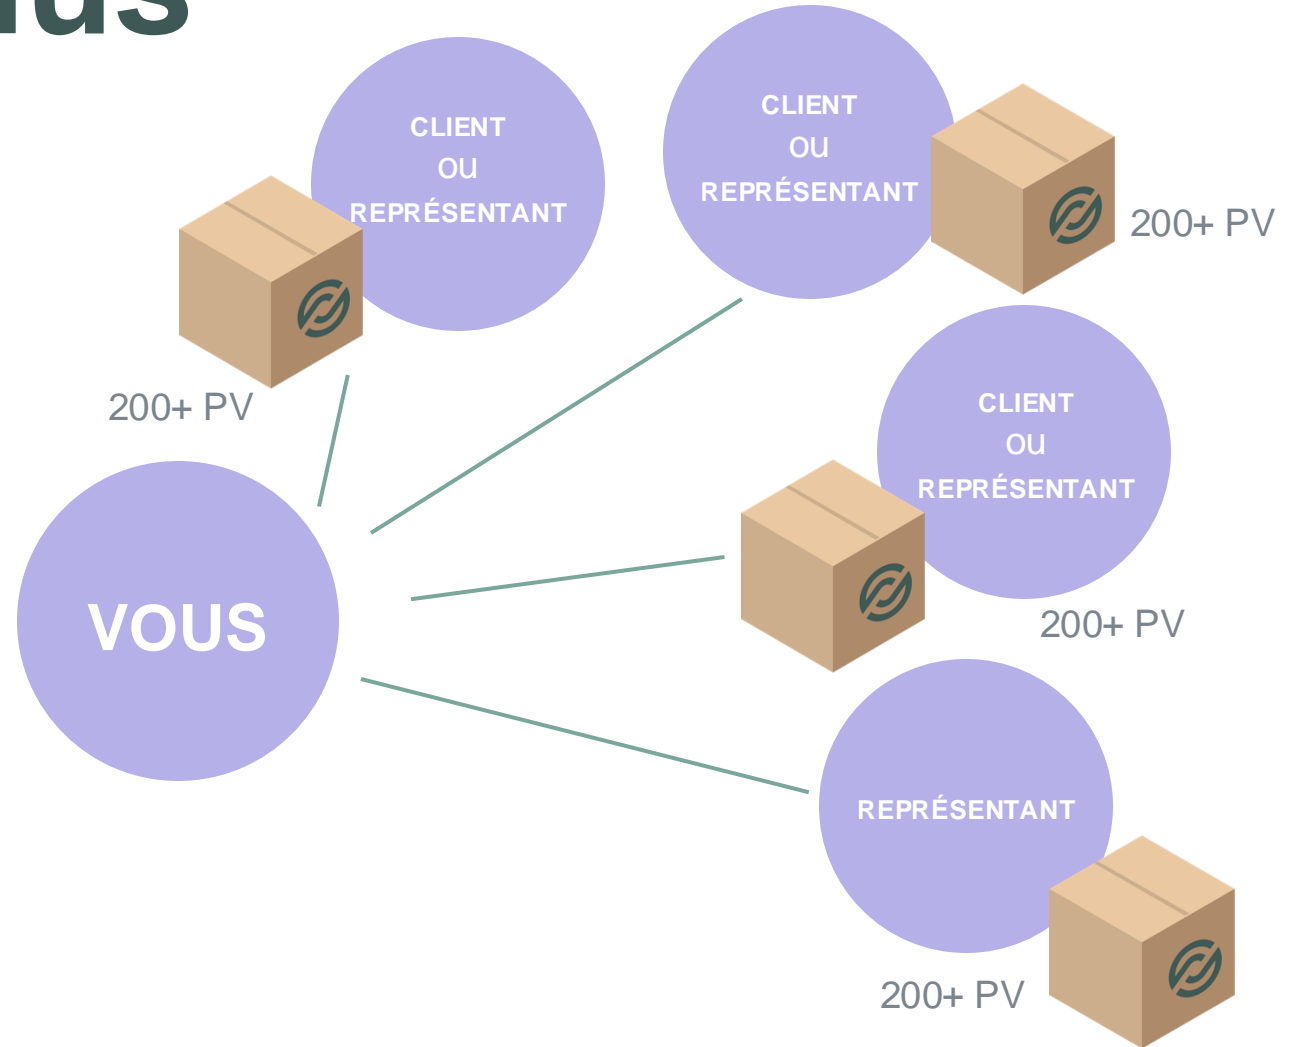 CLIENT
OU
REPRÉSENTANT
200+ PV
CLIENT
OU
REPRÉSENTANT
200+ PV
CLIENT
OU
REPRÉSENTANT
200+ PV
VOUS
REPRÉSENTANT
200+ PV